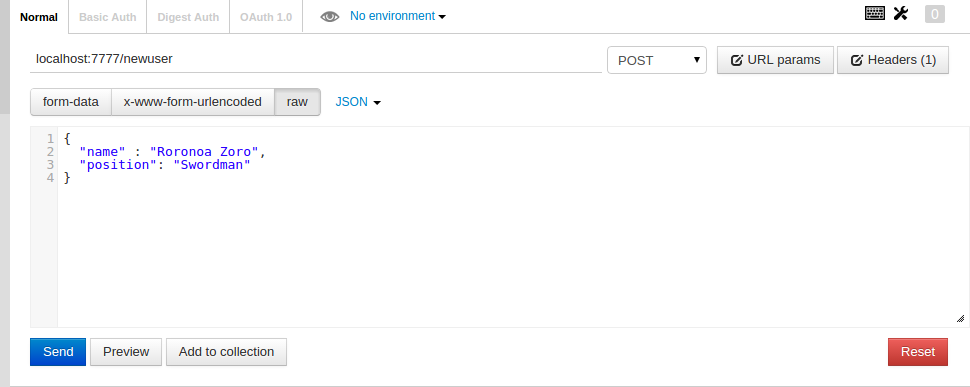 Normal Basic Auth Digest Auth OAuth 1.0 No environment 0
localhost:7777/newuser POST URL params Headers (1)
form-data x-www-form-urlencoded raw JSON
1 {
2 "name" : "Roronoa Zoro",
3 "position": "Swordman"
4 }
Send Preview Add to collection Reset